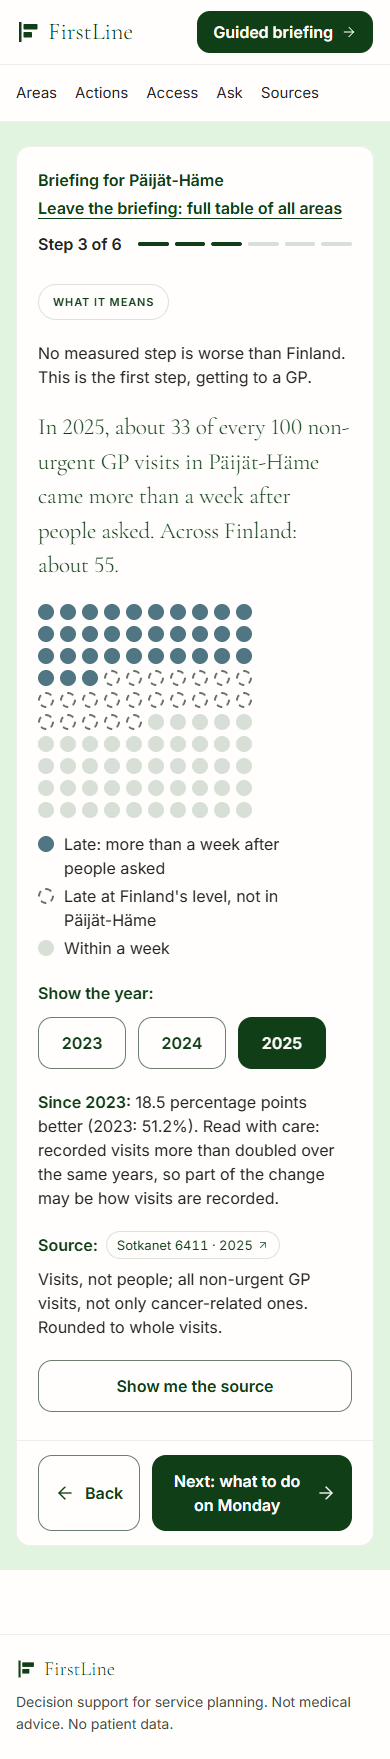 FirstLine
Guided briefing →
Areas Actions Access Ask Sources
Briefing for Päijät-Häme
Leave the briefing: full table of all areas
Step 3 of 6
WHAT IT MEANS
No measured step is worse than Finland.
This is the first step, getting to a GP.
In 2025, about 33 of every 100 non-
urgent GP visits in Päijät-Häme
came more than a week after
people asked. Across Finland:
about 55.
Late: more than a week after
people asked
Late at Finland's level, not in
Päijät-Häme
Within a week
Show the year:
2023 2024 2025
Since 2023: 18.5 percentage points
better (2023: 51.2%). Read with care:
recorded visits more than doubled over
the same years, so part of the change
may be how visits are recorded.
Source: Sotkanet 6411 · 2025 ↗
Visits, not people; all non-urgent GP
visits, not only cancer-related ones.
Rounded to whole visits.
Show me the source
← Back
Next: what to do
on Monday →
FirstLine
Decision support for service planning. Not medical
advice. No patient data.